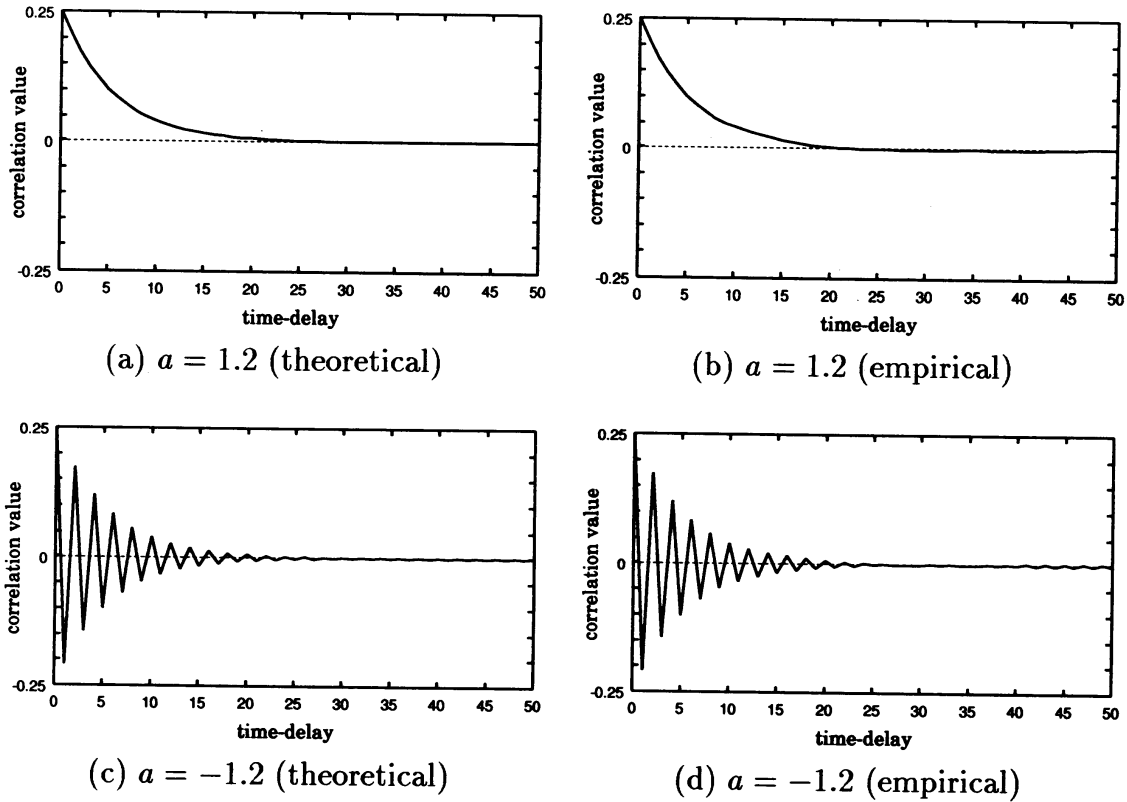 0.25
0
-0.25
correlation value
0 5 10 15 20 25 30 35 40 45 50
time-delay
(a) a = 1.2 (theoretical)
0.25
0
-0.25
correlation value
0 5 10 15 20 25 30 35 40 45 50
time-delay
(b) a = 1.2 (empirical)
0.25
0
-0.25
correlation value
0 5 10 15 20 25 30 35 40 45 50
time-delay
(c) a = −1.2 (theoretical)
0.25
0
-0.25
correlation value
0 5 10 15 20 25 30 35 40 45 50
time-delay
(d) a = −1.2 (empirical)